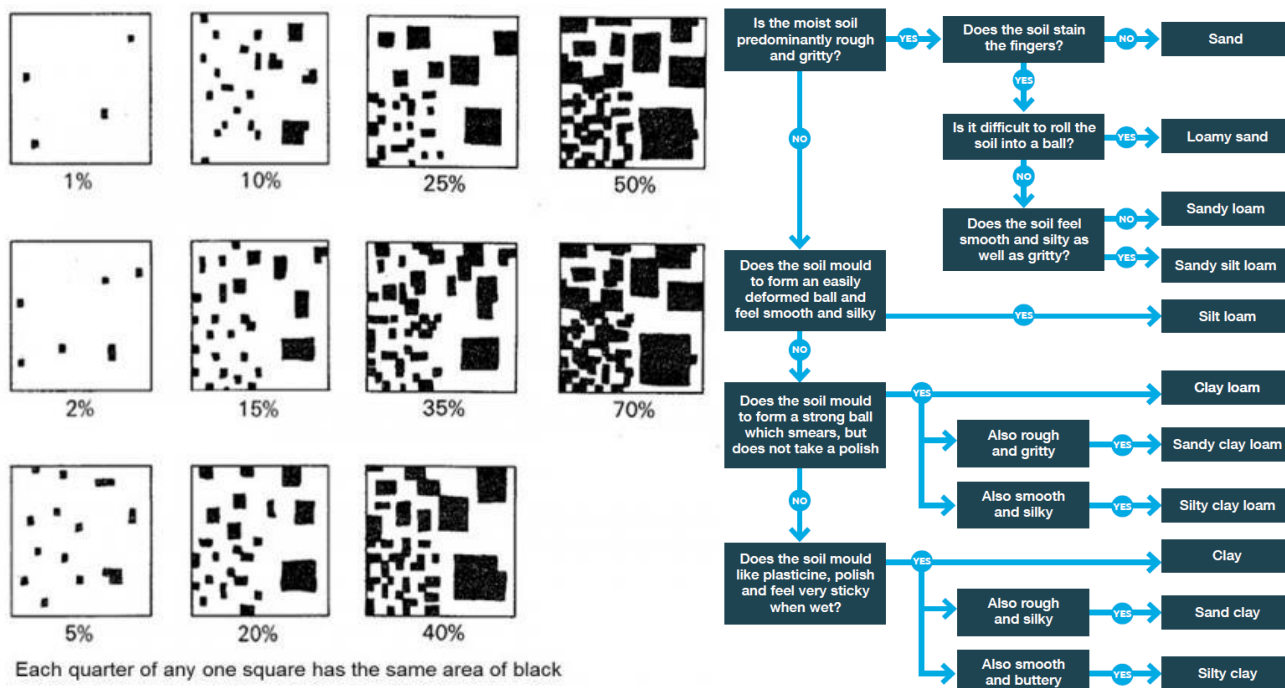 1%
10%
25%
50%
2%
15%
35%
70%
5%
20%
40%
Each quarter of any one square has the same area of black
Is the moist soil
predominantly rough
and gritty?
YES
Does the soil stain
the fingers?
NO
Sand
YES
NO
Is it difficult to roll the
soil into a ball?
YES
Loamy sand
NO
Does the soil feel
smooth and silty as
well as gritty?
NO
Sandy loam
YES
Sandy silt loam
Does the soil mould
to form an easily
deformed ball and
feel smooth and silky
YES
Silt loam
NO
Does the soil mould
to form a strong ball
which smears, but
does not take a polish
YES
Clay loam
Also rough
and gritty
YES
Sandy clay loam
Also smooth
and silky
YES
Silty clay loam
NO
Does the soil mould
like plasticine, polish
and feel very sticky
when wet?
YES
Clay
Also rough
and silky
YES
Sand clay
Also smooth
and buttery
YES
Silty clay